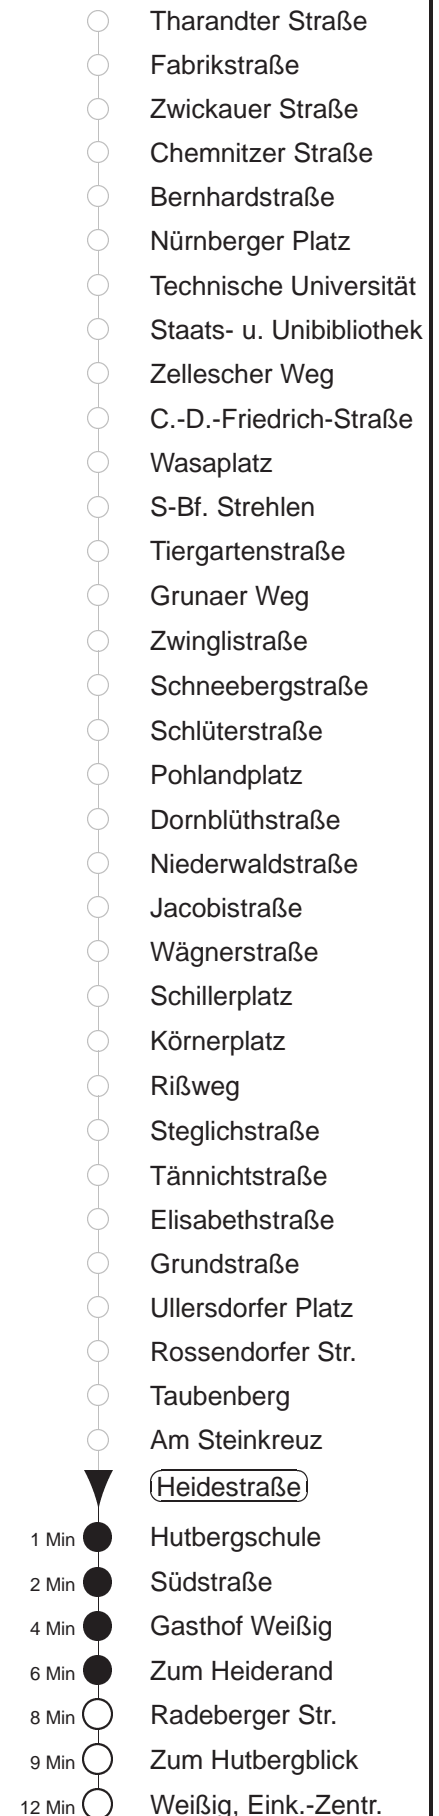 Tharandter Straße
Fabrikstraße
Zwickauer Straße
Chemnitzer Straße
Bernhardstraße
Nürnberger Platz
Technische Universität
Staats- u. Unibibliothek
Zellescher Weg
C.-D.-Friedrich-Straße
Wasaplatz
S-Bf. Strehlen
Tiergartenstraße
Grunaer Weg
Zwinglistraße
Schneebergstraße
Schlüterstraße
Pohlandplatz
Dornblüthstraße
Niederwaldstraße
Jacobistraße
Wägnerstraße
Schillerplatz
Körnerplatz
Rißweg
Steglichstraße
Tännichtstraße
Elisabethstraße
Grundstraße
Ullersdorfer Platz
Rossendorfer Str.
Taubenberg
Am Steinkreuz
Heidestraße
1 Min Hutbergschule
2 Min Südstraße
4 Min Gasthof Weißig
6 Min Zum Heiderand
8 Min Radeberger Str.
9 Min Zum Hutbergblick
12 Min Weißig, Eink.-Zentr.